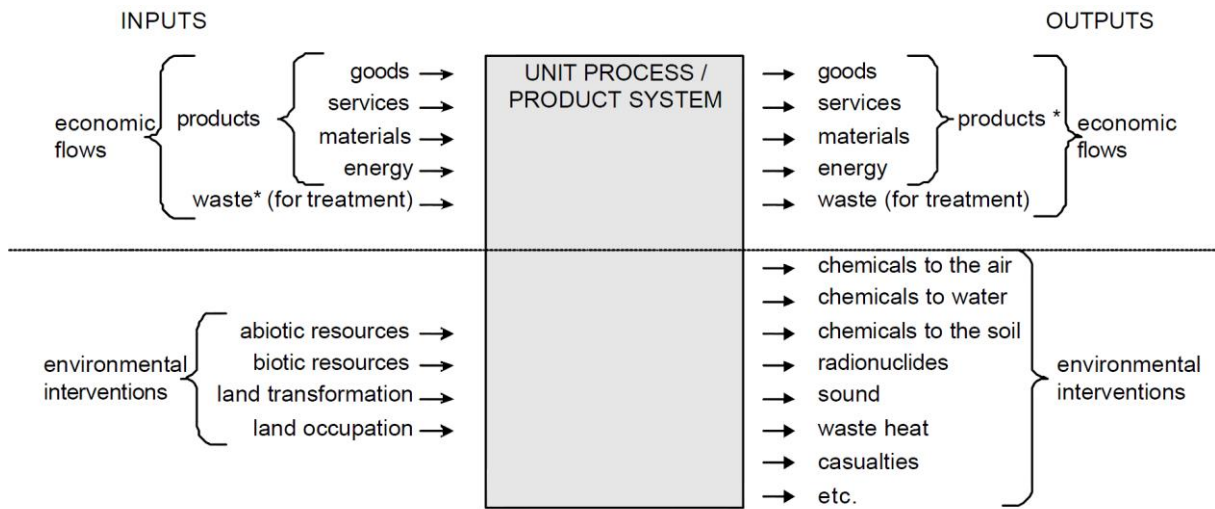 INPUTS
OUTPUTS
UNIT PROCESS /
PRODUCT SYSTEM
economic
flows
products
goods
services
materials
energy
waste* (for treatment)
goods
services
materials
energy
waste (for treatment)
products *
economic
flows
environmental
interventions
abiotic resources
biotic resources
land transformation
land occupation
chemicals to the air
chemicals to water
chemicals to the soil
radionuclides
sound
waste heat
casualties
etc.
environmental
interventions